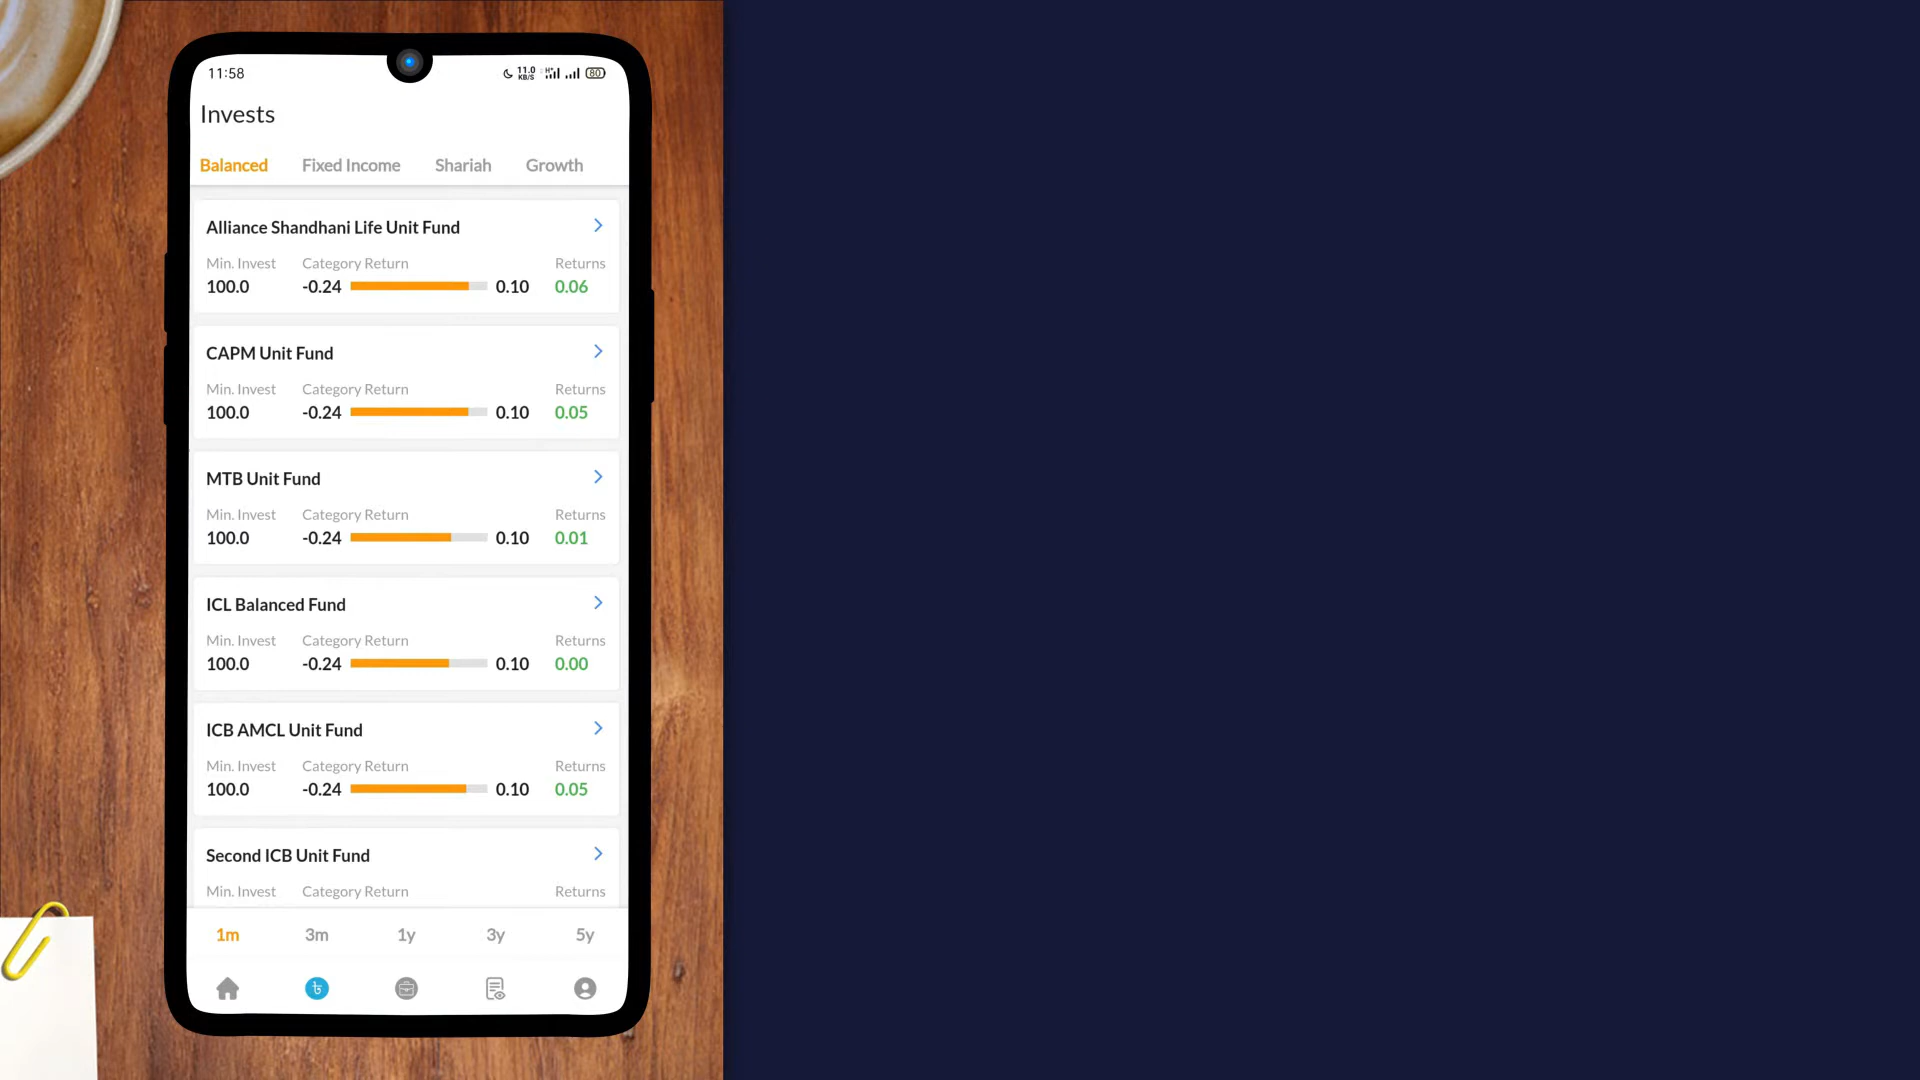 11:58 11.0 KB/S H+ 80
Invests
Balanced Fixed Income Shariah Growth
Alliance Shandhani Life Unit Fund
Min. Invest Category Return Returns
100.0 -0.24 0.10 0.06
CAPM Unit Fund
Min. Invest Category Return Returns
100.0 -0.24 0.10 0.05
MTB Unit Fund
Min. Invest Category Return Returns
100.0 -0.24 0.10 0.01
ICL Balanced Fund
Min. Invest Category Return Returns
100.0 -0.24 0.10 0.00
ICB AMCL Unit Fund
Min. Invest Category Return Returns
100.0 -0.24 0.10 0.05
Second ICB Unit Fund
Min. Invest Category Return Returns
1m 3m 1y 3y 5y
৳